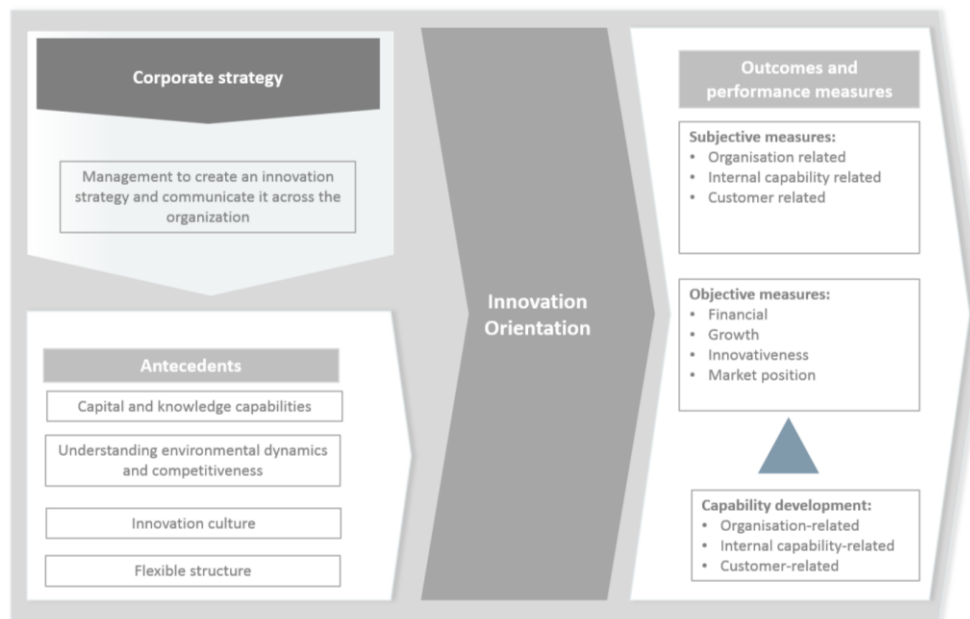 Corporate strategy
Management to create an innovation
strategy and communicate it across the
organization
Antecedents
Capital and knowledge capabilities
Understanding environmental dynamics
and competitiveness
Innovation culture
Flexible structure
Innovation
Orientation
Outcomes and
performance measures
Subjective measures:
• Organisation related
• Internal capability related
• Customer related
Objective measures:
• Financial
• Growth
• Innovativeness
• Market position
Capability development:
• Organisation-related
• Internal capability-related
• Customer-related